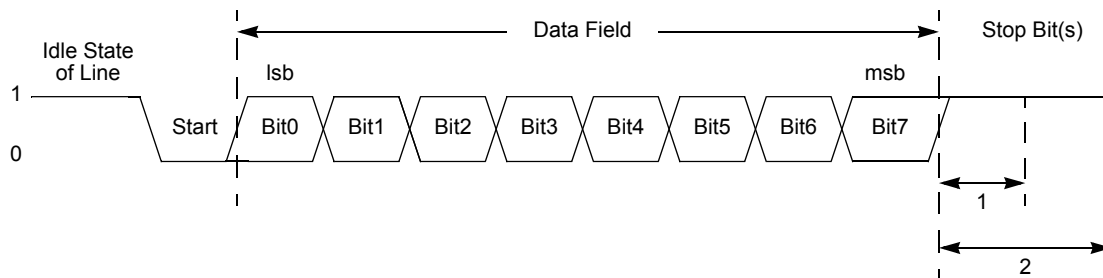 Data Field
Stop Bit(s)
Idle State
of Line
lsb
msb
1
Start
Bit0
Bit1
Bit2
Bit3
Bit4
Bit5
Bit6
Bit7
0
1
2